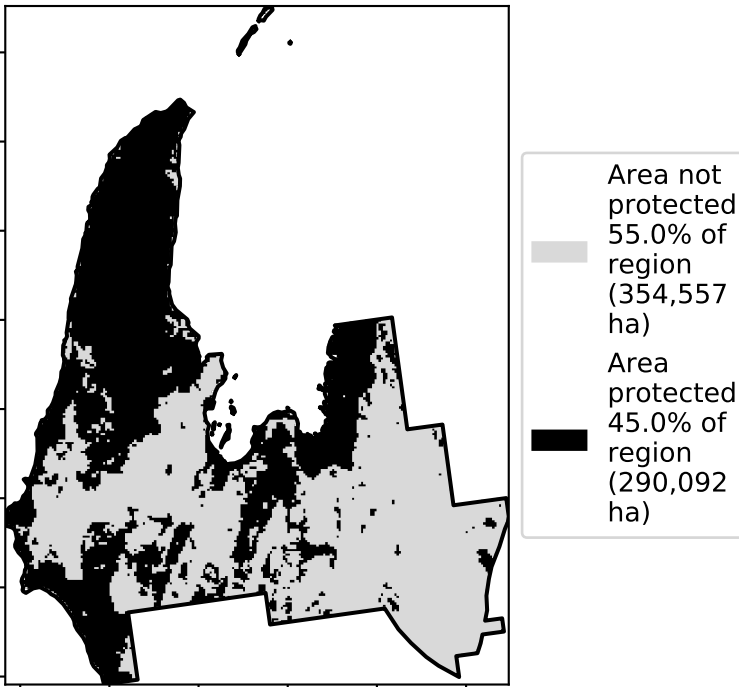 Area not
protected
55.0% of
region
(354,557
ha)
Area
protected
45.0% of
region
(290,092
ha)